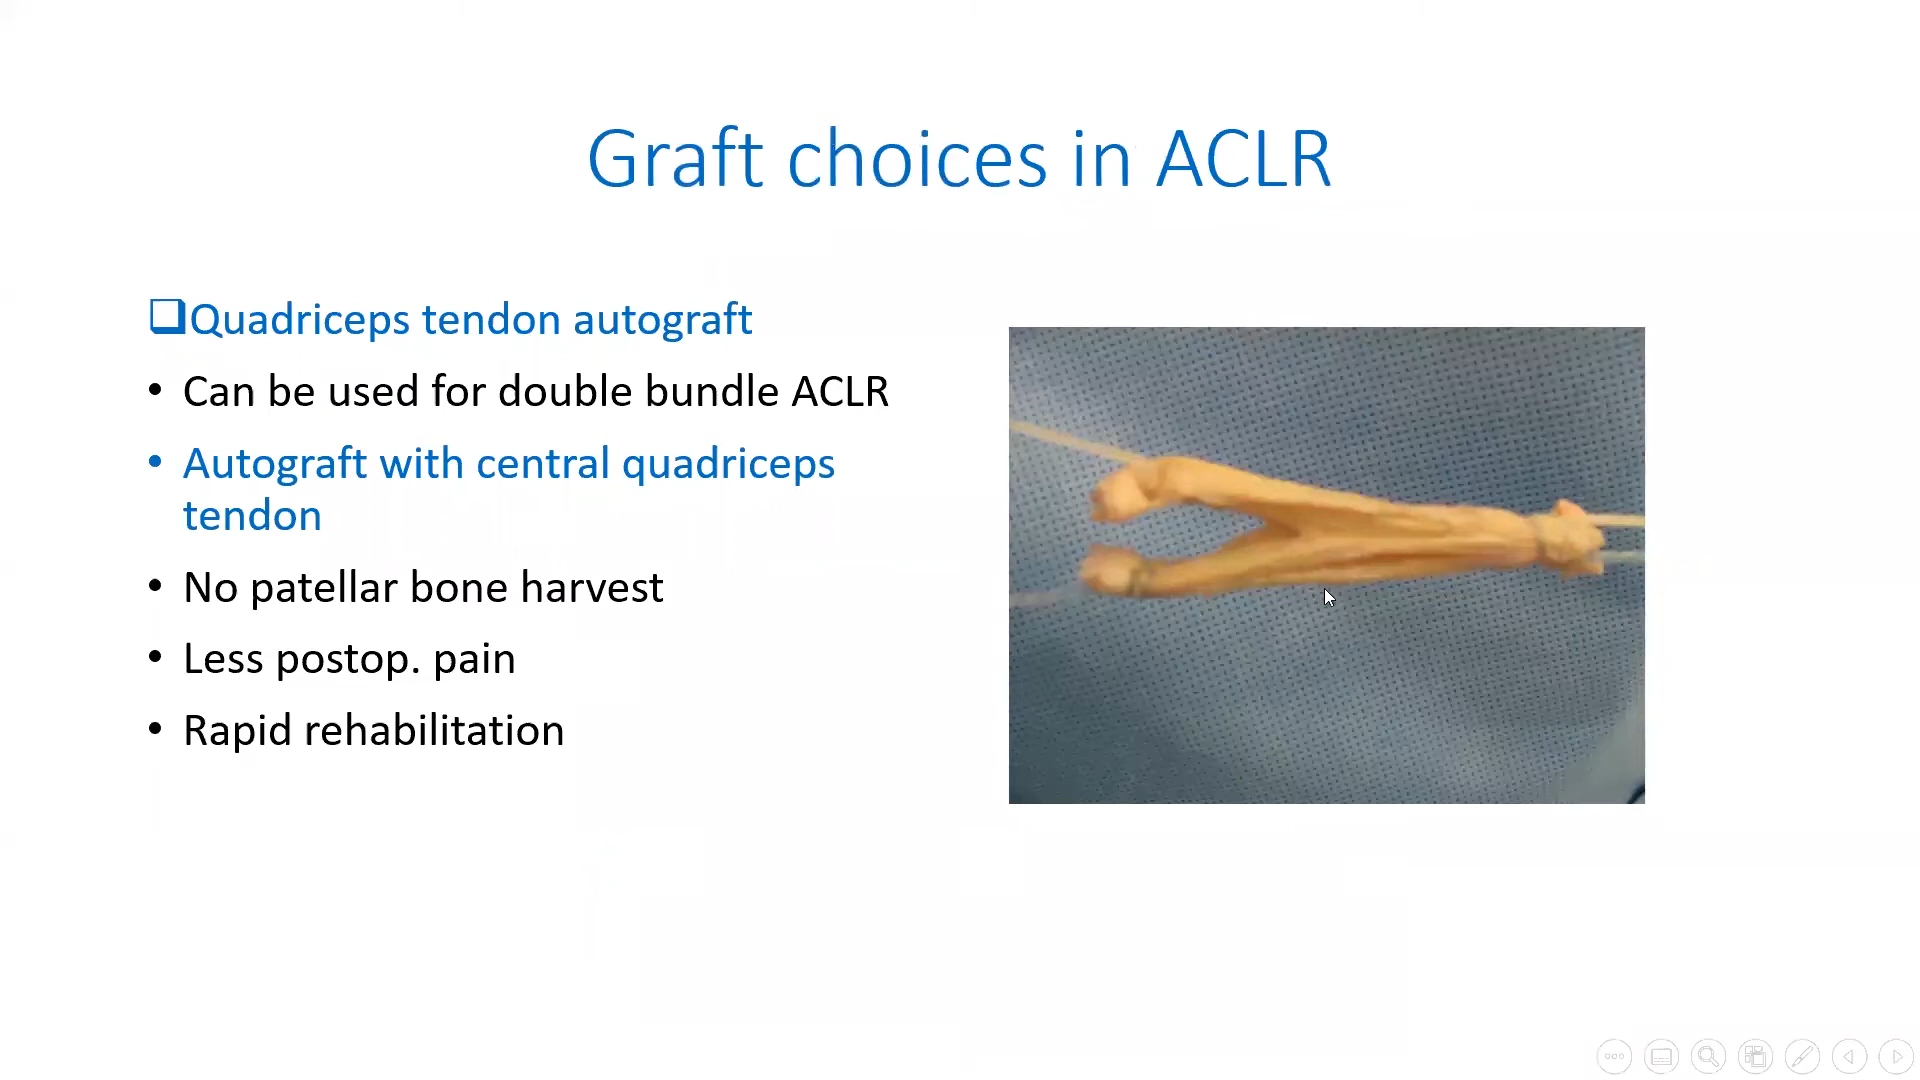 Graft choices in ACLR
❑Quadriceps tendon autograft
• Can be used for double bundle ACLR
• Autograft with central quadriceps
tendon
• No patellar bone harvest
• Less postop. pain
• Rapid rehabilitation